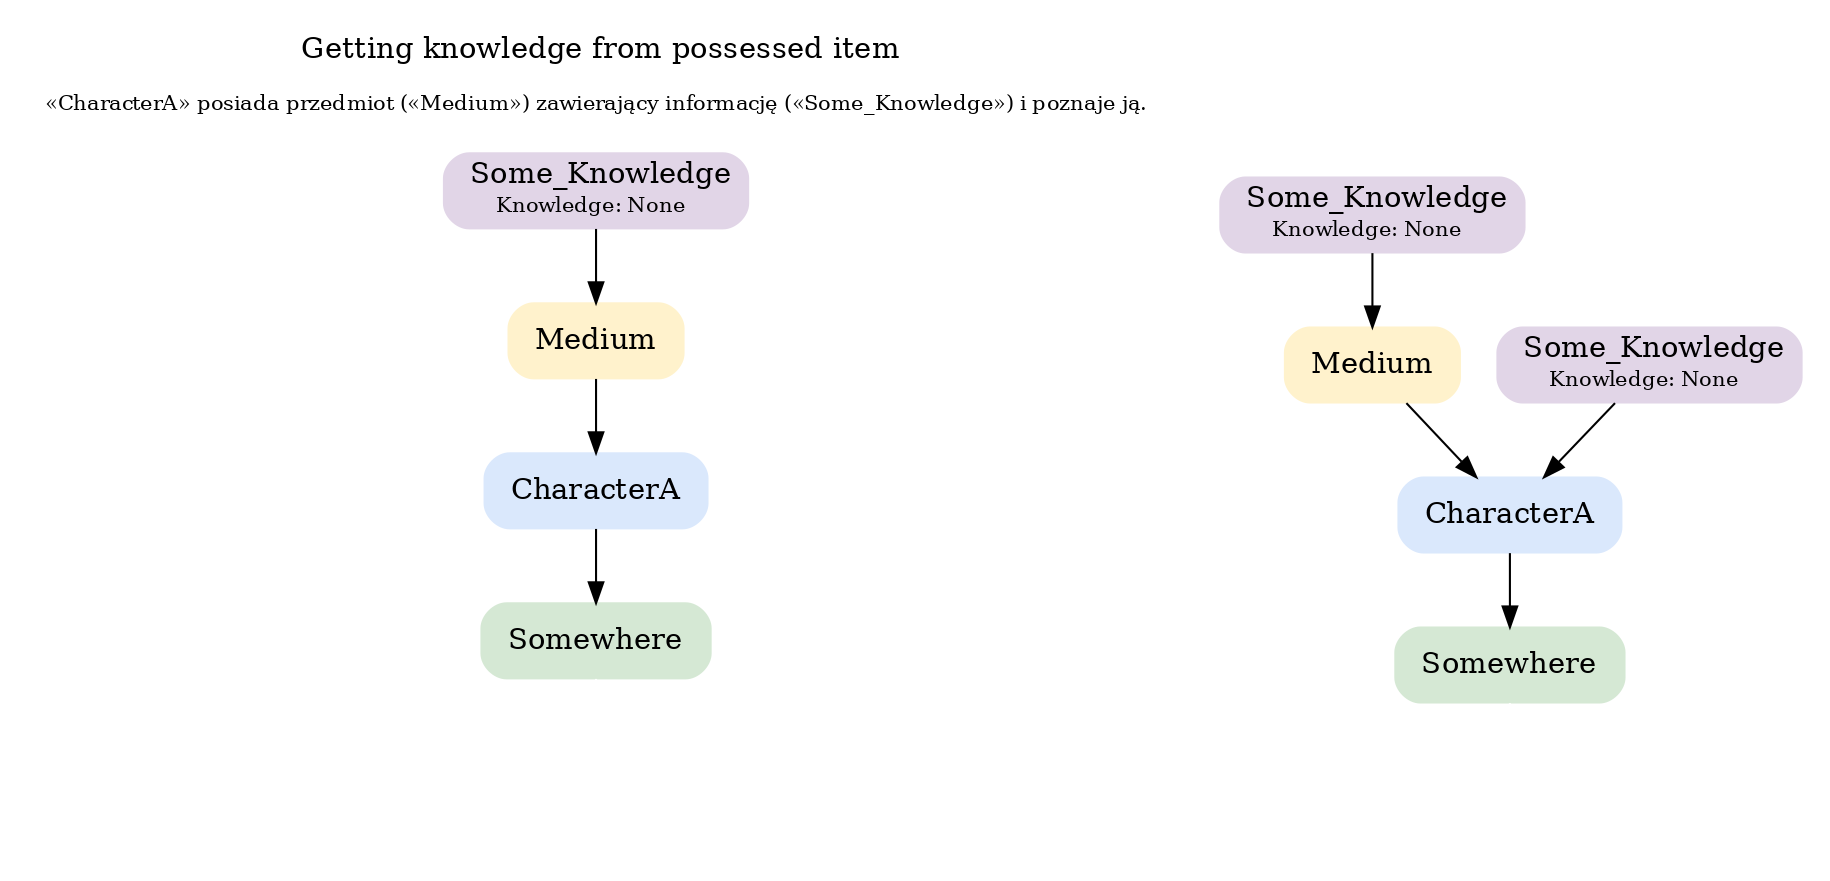 Getting knowledge from possessed item
«CharacterA» posiada przedmiot («Medium») zawierający informację («Some_Knowledge») i poznaje ją.
Some_Knowledge
Knowledge: None
Medium
CharacterA
Somewhere
Some_Knowledge
Knowledge: None
Medium
Some_Knowledge
Knowledge: None
CharacterA
Somewhere